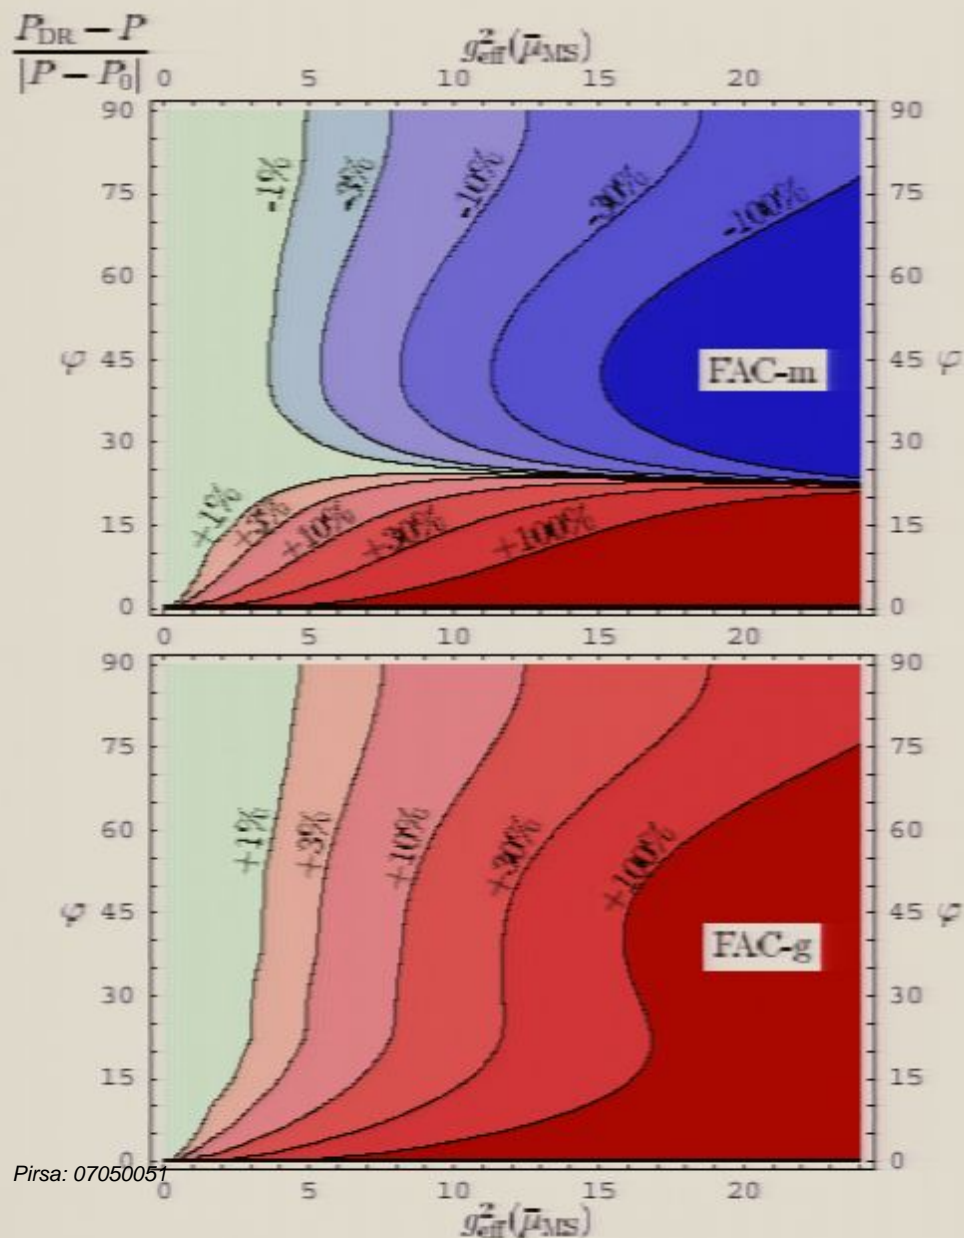 P_DR − P
|P − P₀|
g²_eff(μ̄_MS)
0 5 10 15 20
90 90
75 75
60 60
φ 45 45 φ
30 30
15 15
0 0
-1% -3% -10% -30% -100%
FAC-m
+1% +3% +10% +30% +100%
0 5 10 15 20
90 90
75 75
60 60
φ 45 45 φ
30 30
15 15
0 0
+1% +3% +10% +30% +100%
FAC-g
Pirsa: 07050051
0 5 10 15 20
g²_eff(μ̄_MS)